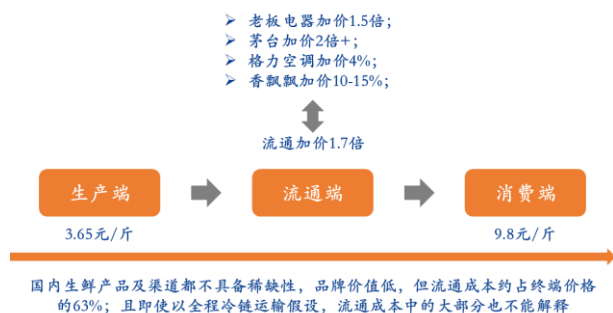 ➢ 老板电器加价1.5倍;
➢ 茅台加价2倍+;
➢ 格力空调加价4%;
➢ 香飘飘加价10-15%;
流通加价1.7倍
生产端
流通端
消费端
3.65元/斤
9.8元/斤
国内生鲜产品及渠道都不具备稀缺性，品牌价值低，但流通成本约占终端价格
的63%；且即使以全程冷链运输假设，流通成本中的大部分也不能解释